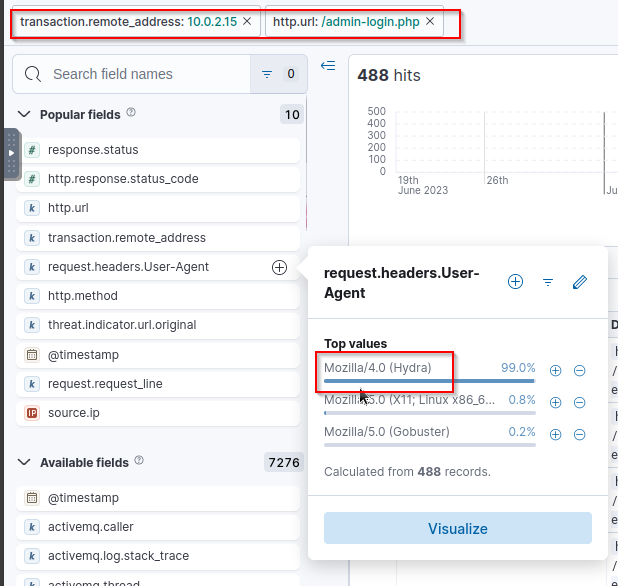 transaction.remote_address: 10.0.2.15 × http.url: /admin-login.php ×
Search field names 0
488 hits
Popular fields 10
500
400
300
200
100
0
19th
June 2023
26th
Ju
# response.status
# http.response.status_code
k http.url
k transaction.remote_address
k request.headers.User-Agent
k http.method
k threat.indicator.url.original
@timestamp
k request.request_line
IP source.ip
Available fields 7276
@timestamp
k activemq.caller
k activemq.log.stack_trace
k activemq.thread
request.headers.User-
Agent
Top values
Mozilla/4.0 (Hydra) 99.0%
Mozilla/5.0 (X11; Linux x86_6... 0.8%
Mozilla/5.0 (Gobuster) 0.2%
Calculated from 488 records.
Visualize